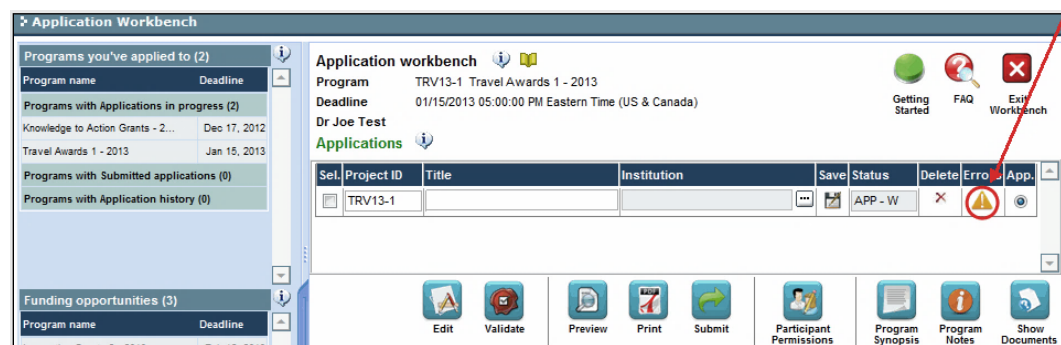 Application Workbench
Programs you've applied to (2)
Program name Deadline
Programs with Applications in progress (2)
Knowledge to Action Grants - 2... Dec 17, 2012
Travel Awards 1 - 2013 Jan 15, 2013
Programs with Submitted applications (0)
Programs with Application history (0)
Funding opportunities (3)
Program name Deadline
Application workbench
Program TRV13-1 Travel Awards 1 - 2013
Deadline 01/15/2013 05:00:00 PM Eastern Time (US & Canada)
Dr Joe Test
Applications
Getting Started
FAQ
Exit Workbench
Sel. Project ID Title Institution Save Status Delete Errors App.
TRV13-1 ... APP - W
Edit Validate Preview Print Submit Participant Permissions Program Synopsis Program Notes Show Documents